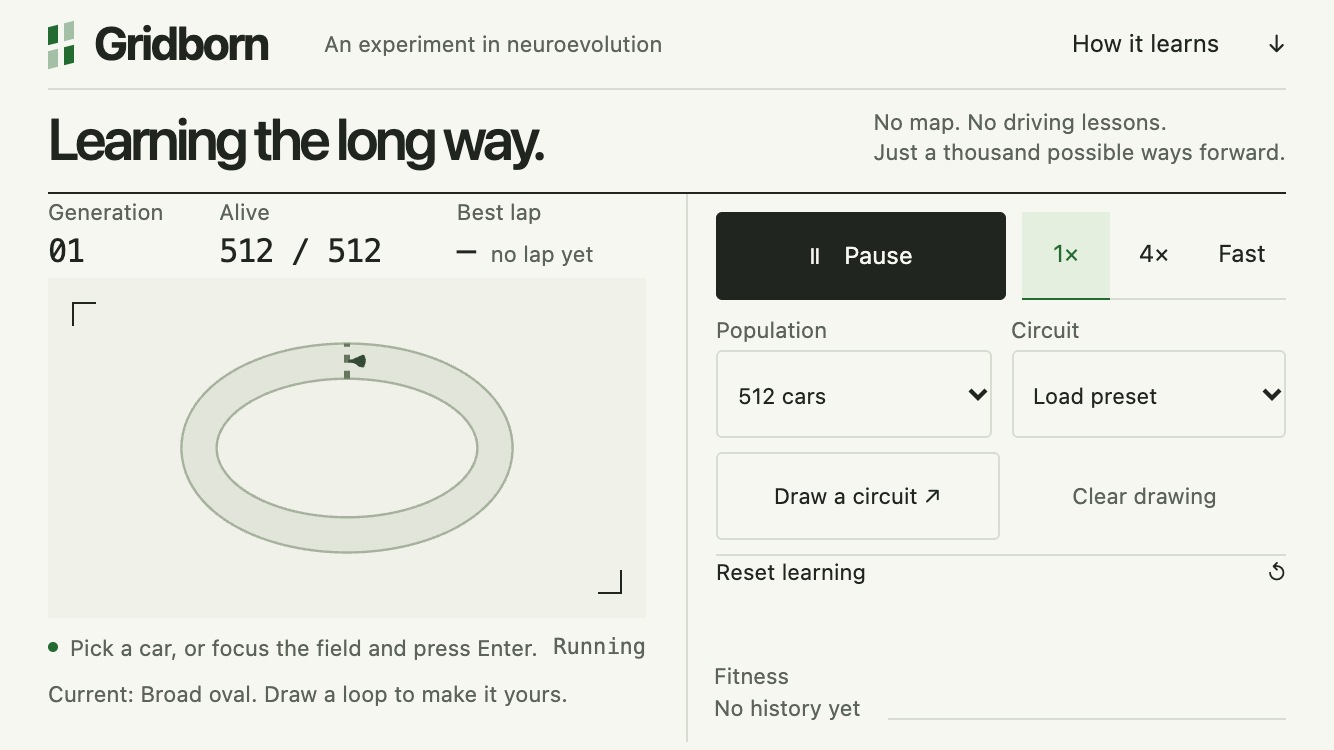 Gridborn
An experiment in neuroevolution
How it learns ↓
Learning the long way.
No map. No driving lessons.
Just a thousand possible ways forward.
Generation
01
Alive
512 / 512
Best lap
— no lap yet
Pause
1×
4×
Fast
Population
512 cars
Circuit
Load preset
Draw a circuit ↗
Clear drawing
Reset learning
Pick a car, or focus the field and press Enter.
Running
Current: Broad oval. Draw a loop to make it yours.
Fitness
No history yet